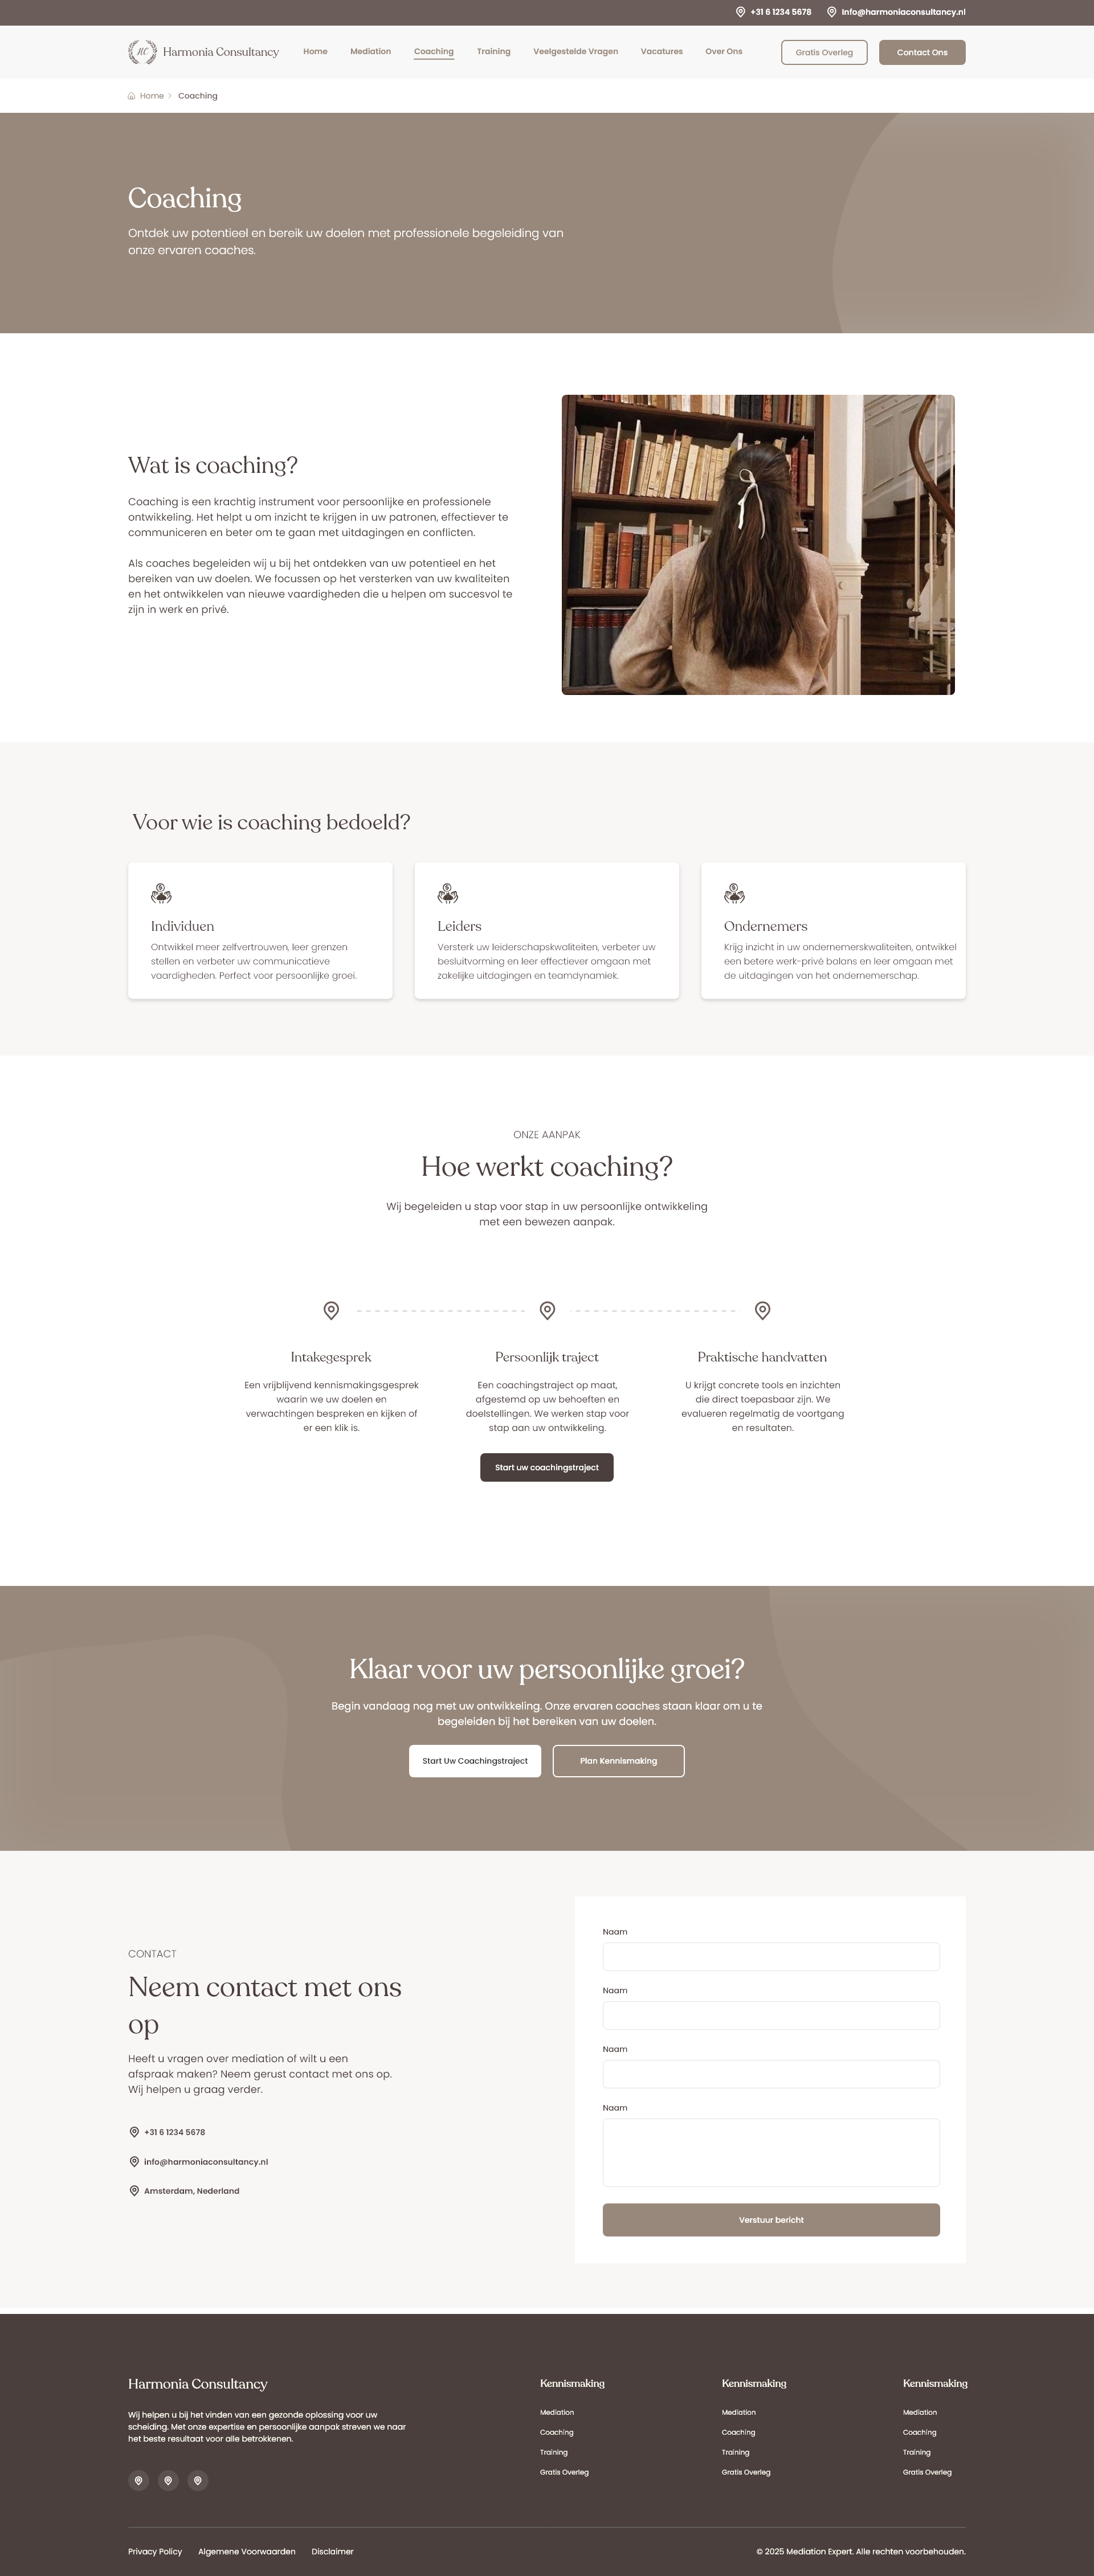 +31 6 1234 5678 Info@harmoniaconsultancy.nl
HC Harmonia Consultancy Home Mediation Coaching Training Veelgestelde Vragen Vacatures Over Ons Gratis Overleg Contact Ons
Home > Coaching
Coaching
Ontdek uw potentieel en bereik uw doelen met professionele begeleiding van
onze ervaren coaches.
Wat is coaching?
Coaching is een krachtig instrument voor persoonlijke en professionele
ontwikkeling. Het helpt u om inzicht te krijgen in uw patronen, effectiever te
communiceren en beter om te gaan met uitdagingen en conflicten.
Als coaches begeleiden wij u bij het ontdekken van uw potentieel en het
bereiken van uw doelen. We focussen op het versterken van uw kwaliteiten
en het ontwikkelen van nieuwe vaardigheden die u helpen om succesvol te
zijn in werk en privé.
Voor wie is coaching bedoeld?
Individuen
Ontwikkel meer zelfvertrouwen, leer grenzen
stellen en verbeter uw communicatieve
vaardigheden. Perfect voor persoonlijke groei.
Leiders
Versterk uw leiderschapskwaliteiten, verbeter uw
besluitvorming en leer effectiever omgaan met
zakelijke uitdagingen en teamdynamiek.
Ondernemers
Krijg inzicht in uw ondernemerskwaliteiten, ontwikkel
een betere werk-privé balans en leer omgaan met
de uitdagingen van het ondernemerschap.
ONZE AANPAK
Hoe werkt coaching?
Wij begeleiden u stap voor stap in uw persoonlijke ontwikkeling
met een bewezen aanpak.
Intakegesprek
Een vrijblijvend kennismakingsgesprek
waarin we uw doelen en
verwachtingen bespreken en kijken of
er een klik is.
Persoonlijk traject
Een coachingstraject op maat,
afgestemd op uw behoeften en
doelstellingen. We werken stap voor
stap aan uw ontwikkeling.
Praktische handvatten
U krijgt concrete tools en inzichten
die direct toepasbaar zijn. We
evalueren regelmatig de voortgang
en resultaten.
Start uw coachingstraject
Klaar voor uw persoonlijke groei?
Begin vandaag nog met uw ontwikkeling. Onze ervaren coaches staan klaar om u te
begeleiden bij het bereiken van uw doelen.
Start Uw Coachingstraject Plan Kennismaking
CONTACT
Neem contact met ons
op
Heeft u vragen over mediation of wilt u een
afspraak maken? Neem gerust contact met ons op.
Wij helpen u graag verder.
+31 6 1234 5678
info@harmoniaconsultancy.nl
Amsterdam, Nederland
Naam
Naam
Naam
Naam
Verstuur bericht
Harmonia Consultancy
Wij helpen u bij het vinden van een gezonde oplossing voor uw
scheiding. Met onze expertise en persoonlijke aanpak streven we naar
het beste resultaat voor alle betrokkenen.
Kennismaking
Mediation
Coaching
Training
Gratis Overleg
Kennismaking
Mediation
Coaching
Training
Gratis Overleg
Kennismaking
Mediation
Coaching
Training
Gratis Overleg
Privacy Policy Algemene Voorwaarden Disclaimer © 2025 Mediation Expert. Alle rechten voorbehouden.